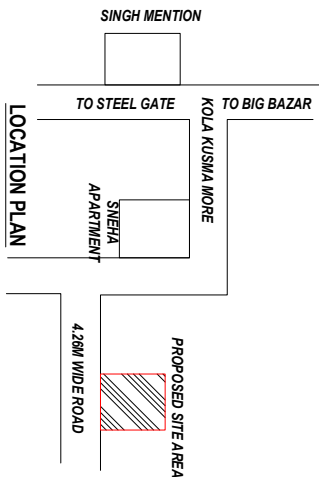 SINGH MENTION
TO STEEL GATE
TO BIG BAZAR
KOLA KUSMA MORE
SNEHA
APARTMENT
LOCATION PLAN
4.26M WIDE ROAD
PROPOSED SITE AREA